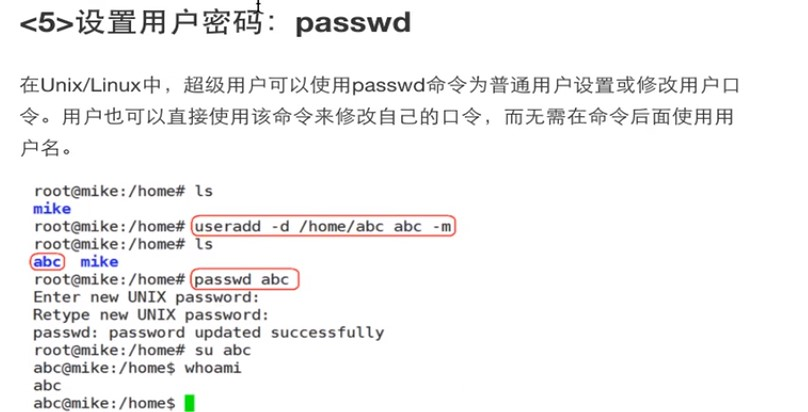 <5>设置用户密码：passwd
在Unix/Linux中，超级用户可以使用passwd命令为普通用户设置或修改用户口
令。用户也可以直接使用该命令来修改自己的口令，而无需在命令后面使用用
户名。
root@mike:/home# ls
mike
root@mike:/home# useradd -d /home/abc abc -m
root@mike:/home# ls
abc  mike
root@mike:/home# passwd abc
Enter new UNIX password:
Retype new UNIX password:
passwd: password updated successfully
root@mike:/home# su abc
abc@mike:/home$ whoami
abc
abc@mike:/home$